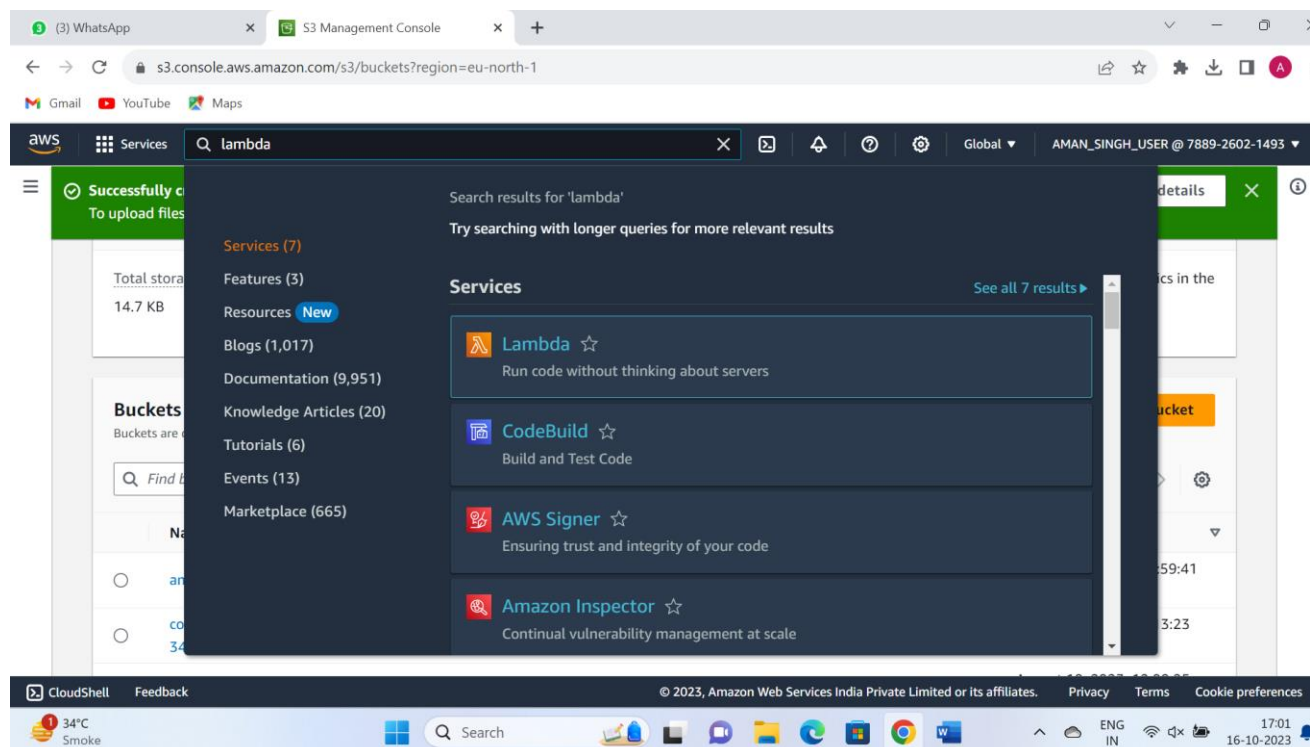 (3) WhatsApp
S3 Management Console
s3.console.aws.amazon.com/s3/buckets?region=eu-north-1
A
Gmail YouTube Maps
aws Services lambda Global AMAN_SINGH_USER @ 7889-2602-1493
Successfully
To upload files
details
Search results for 'lambda'
Try searching with longer queries for more relevant results
Services (7)
Features (3)
Resources New
Blogs (1,017)
Documentation (9,951)
Knowledge Articles (20)
Tutorials (6)
Events (13)
Marketplace (665)
Services
See all 7 results
Lambda
Run code without thinking about servers
CodeBuild
Build and Test Code
AWS Signer
Ensuring trust and integrity of your code
Amazon Inspector
Continual vulnerability management at scale
Total
14.7 KB
in the
Buckets
Buckets are
Find
:59:41
3:23
CloudShell Feedback © 2023, Amazon Web Services India Private Limited or its affiliates. Privacy Terms Cookie preferences
1
34°C
Smoke
Search
ENG
IN
17:01
16-10-2023